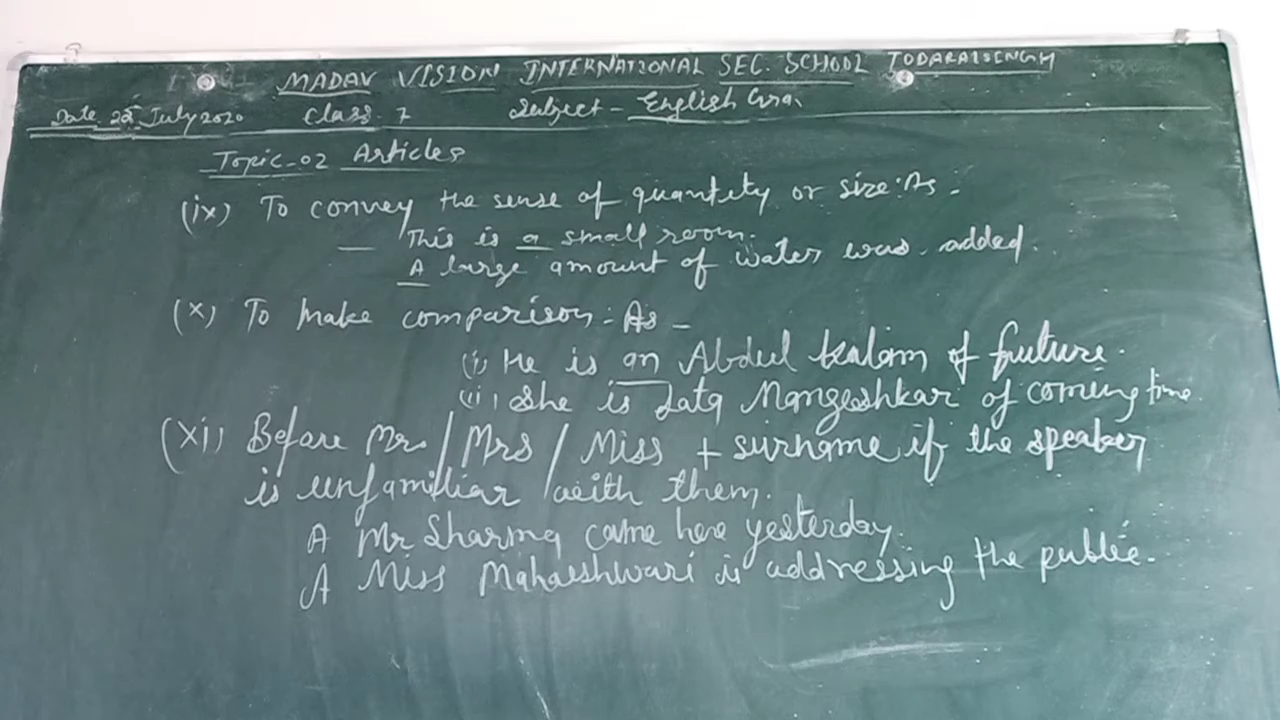 MADAV VISION INTERNATIONAL SEC. SCHOOL TODARAISINGH
Date 22 July 2020 Class. 7 Subject - English Gra.
Topic-02 Articles
(ix) To convey the sense of quantity or size:As -
— This is a small room.
A large amount of water was added.
(x) To make comparison:- As -
(i) He is an Abdul kalam of future.
(ii) She is Lata Mangeshkar of coming time.
(xi) Before Mr/Mrs/Miss + surname if the speaker
is unfamiliar with them.
A Mr Sharma came here yesterday.
A Miss Maheshwari is addressing the public.